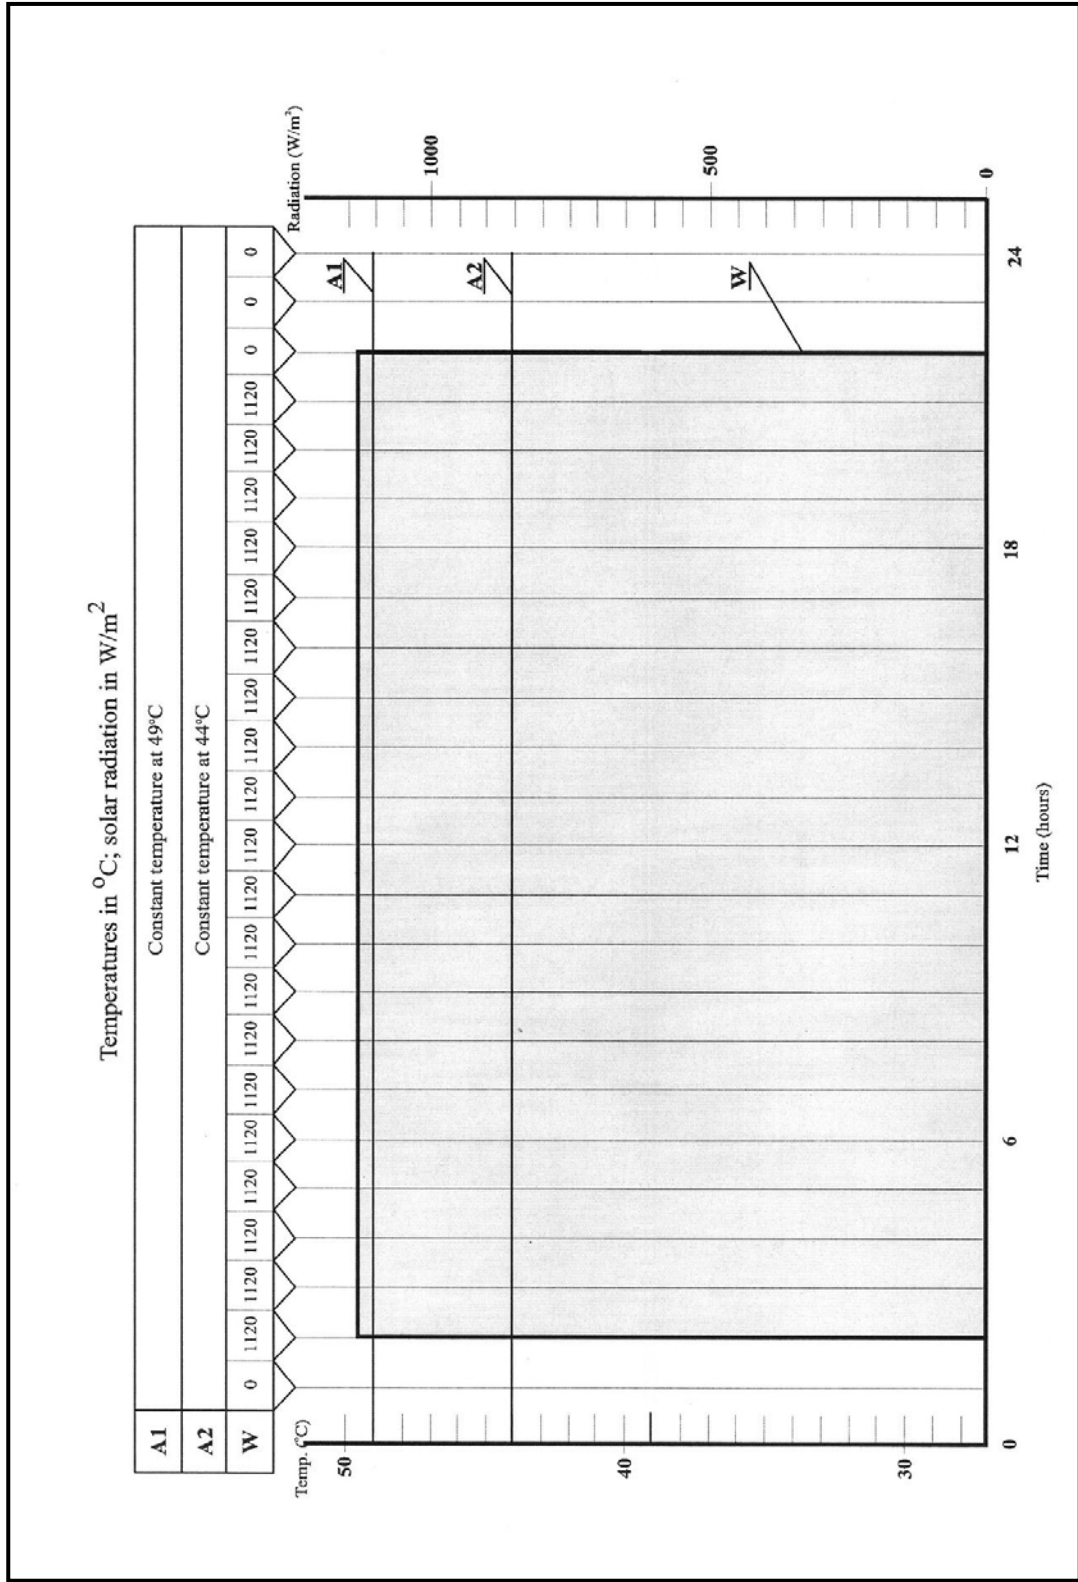 Temperatures in °C; solar radiation in W/m²
A1 Constant temperature at 49°C
A2 Constant temperature at 44°C
W 0 1120 1120 1120 1120 1120 1120 1120 1120 1120 1120 1120 1120 1120 1120 1120 1120 1120 1120 1120 1120 0 0 0
Temp. (°C)
Radiation (W/m²)
50
A1
1000
A2
40
500
W
30
0
0 6 12 18 24
Time (hours)